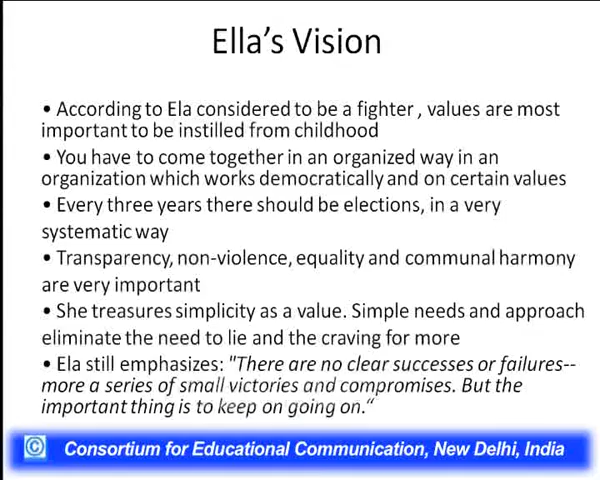 Ella's Vision
• According to Ela considered to be a fighter , values are most
important to be instilled from childhood
• You have to come together in an organized way in an
organization which works democratically and on certain values
• Every three years there should be elections, in a very
systematic way
• Transparency, non-violence, equality and communal harmony
are very important
• She treasures simplicity as a value. Simple needs and approach
eliminate the need to lie and the craving for more
• Ela still emphasizes: "There are no clear successes or failures--
more a series of small victories and compromises. But the
important thing is to keep on going on.“
© Consortium for Educational Communication, New Delhi, India